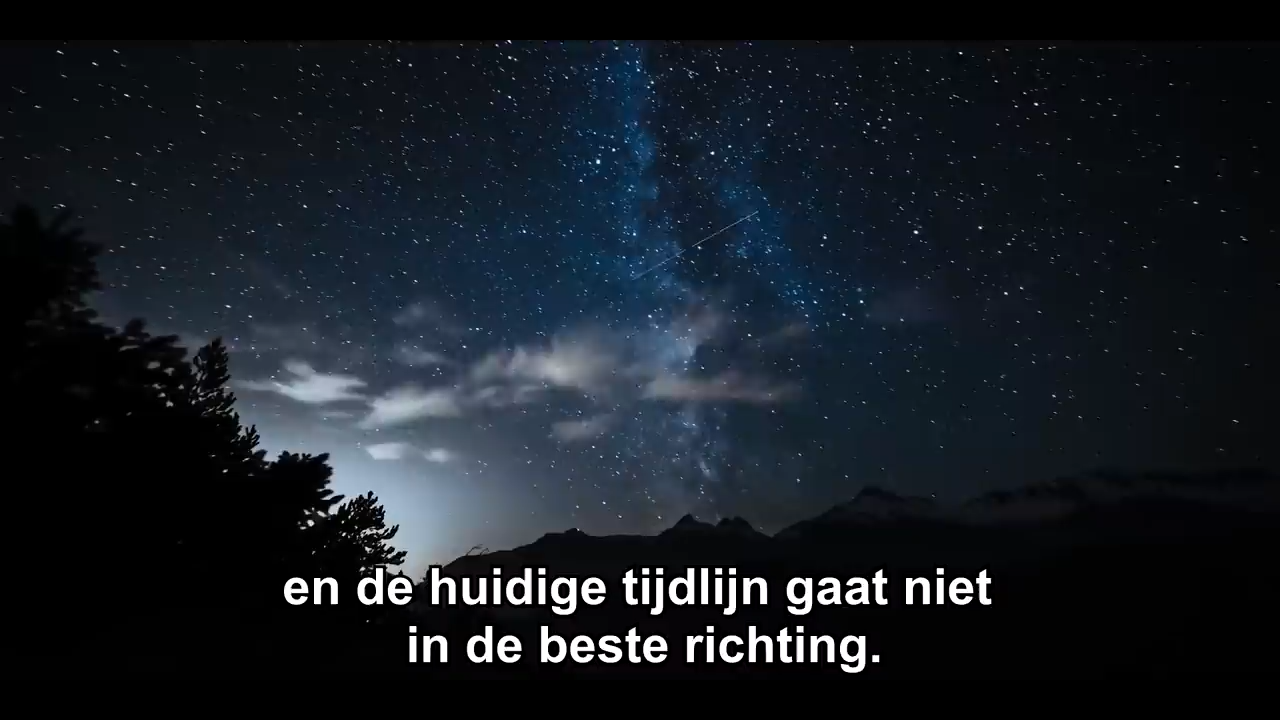 en de huidige tijdlijn gaat niet
in de beste richting.